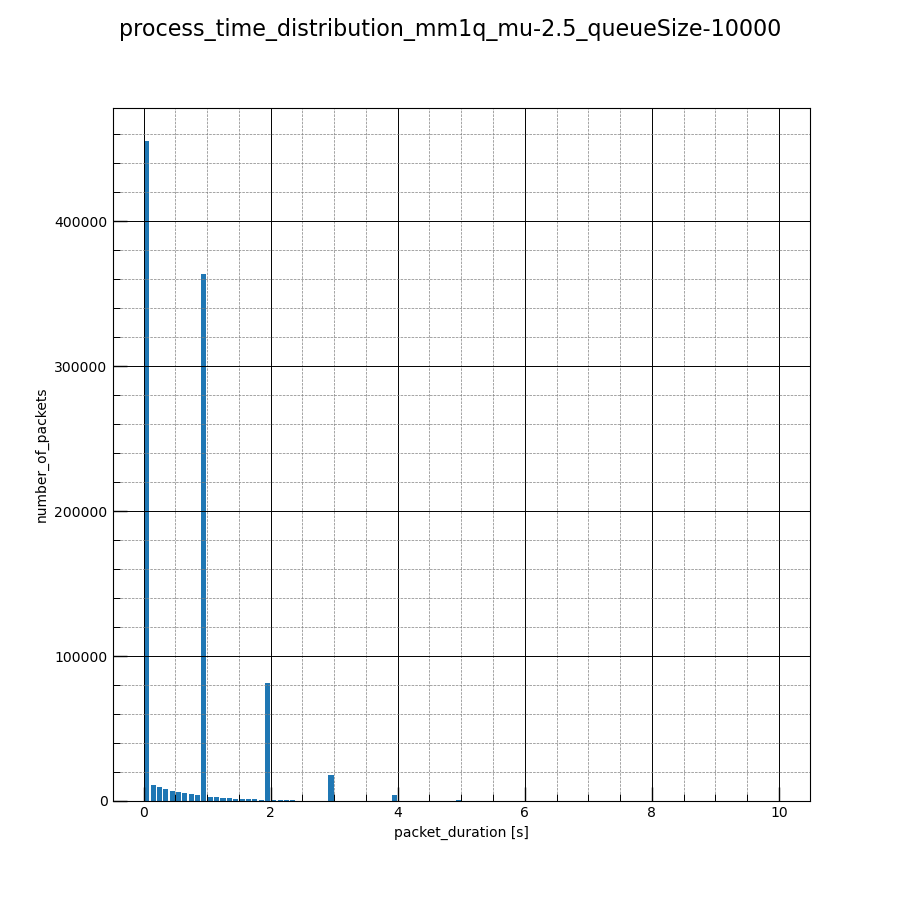 process_time_distribution_mm1q_mu-2.5_queueSize-10000
400000
300000
200000
100000
0
number_of_packets
0 2 4 6 8 10
packet_duration [s]